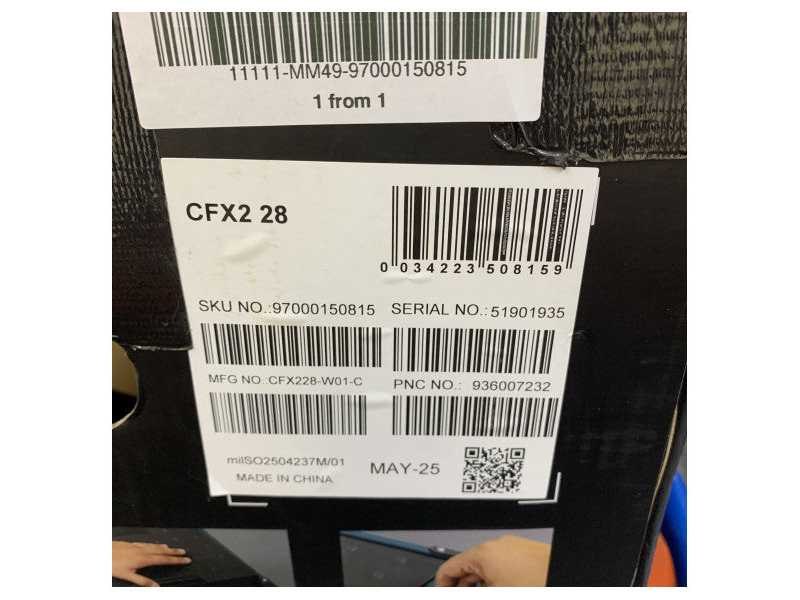 11111-MM49-97000150815
1 from 1
CFX2 28
0 034223 508159
SKU NO.:97000150815 SERIAL NO.:51901935
MFG NO.:CFX228-W01-C PNC NO.: 936007232
milSO2504237M/01
MAY-25
MADE IN CHINA